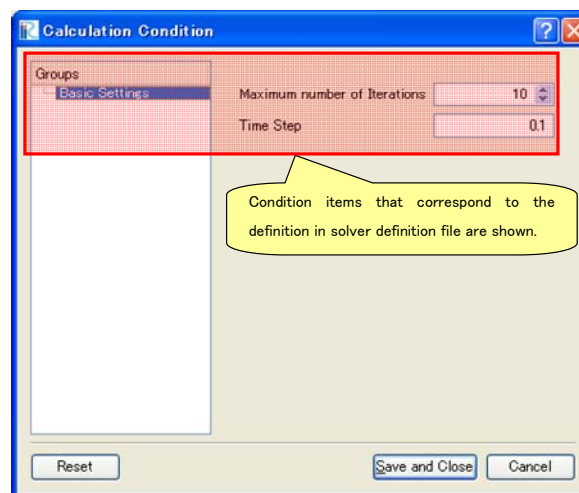 Calculation Condition
Groups
Basic Settings
Maximum number of Iterations
10
Time Step
0.1
Condition items that correspond to the
definition in solver definition file are shown.
Reset
Save and Close
Cancel